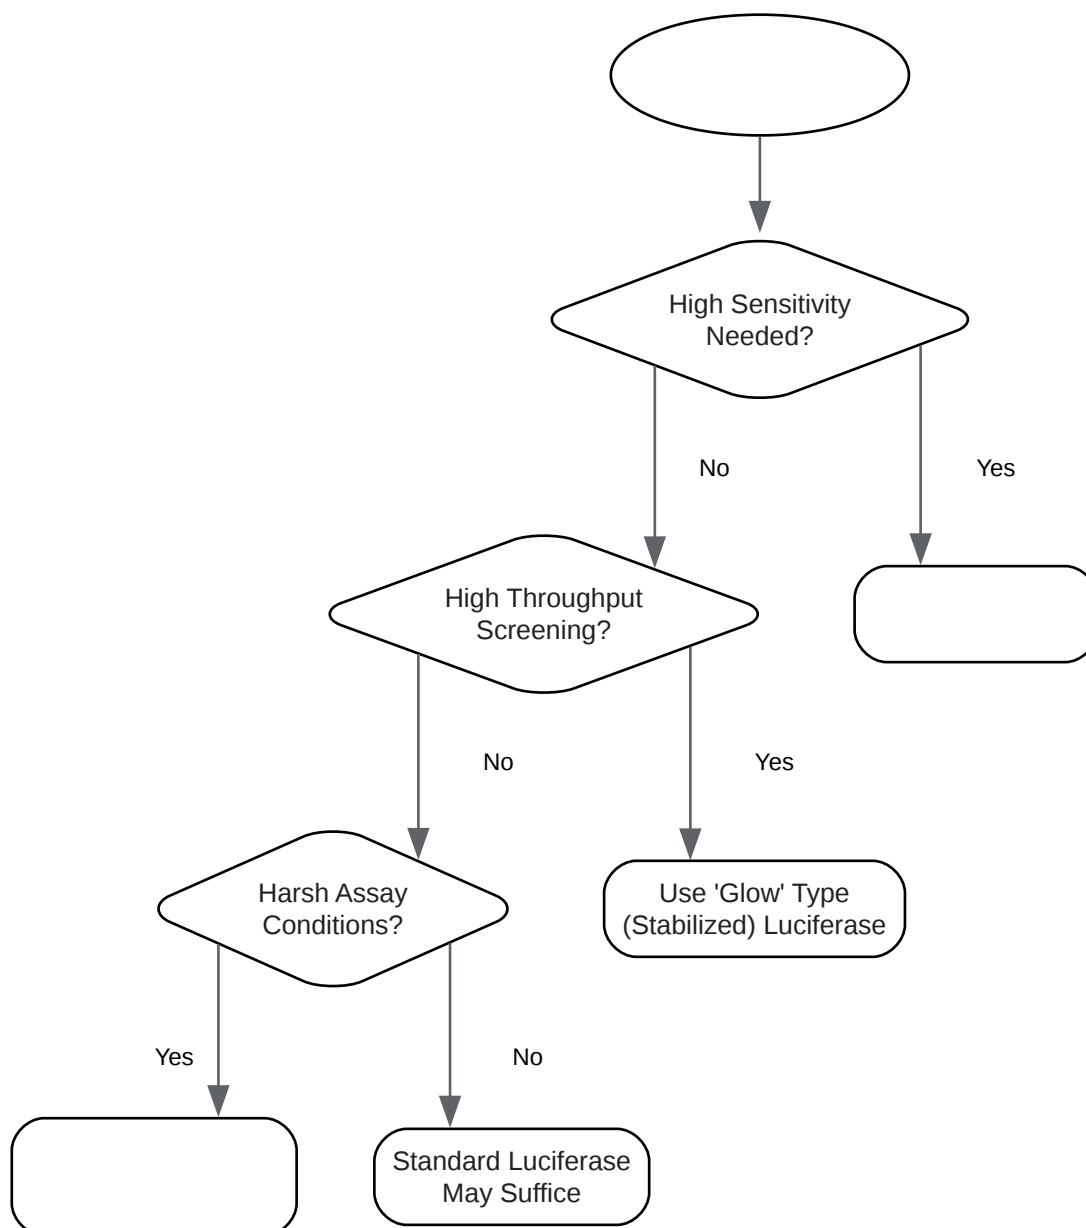 High Sensitivity
Needed?
No
Yes
High Throughput
Screening?
No
Yes
Harsh Assay
Conditions?
Use 'Glow' Type
(Stabilized) Luciferase
Yes
No
Standard Luciferase
May Suffice